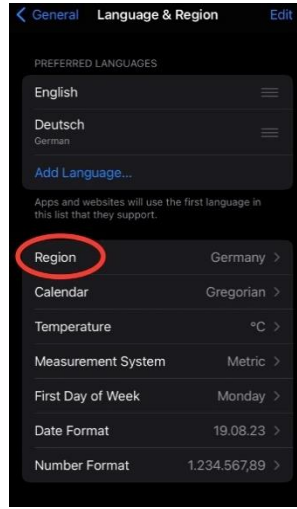 General Language & Region Edit
PREFERRED LANGUAGES
English
Deutsch
German
Add Language...
Apps and websites will use the first language in
this list that they support.
Region Germany
Calendar Gregorian
Temperature °C
Measurement System Metric
First Day of Week Monday
Date Format 19.08.23
Number Format 1.234.567,89